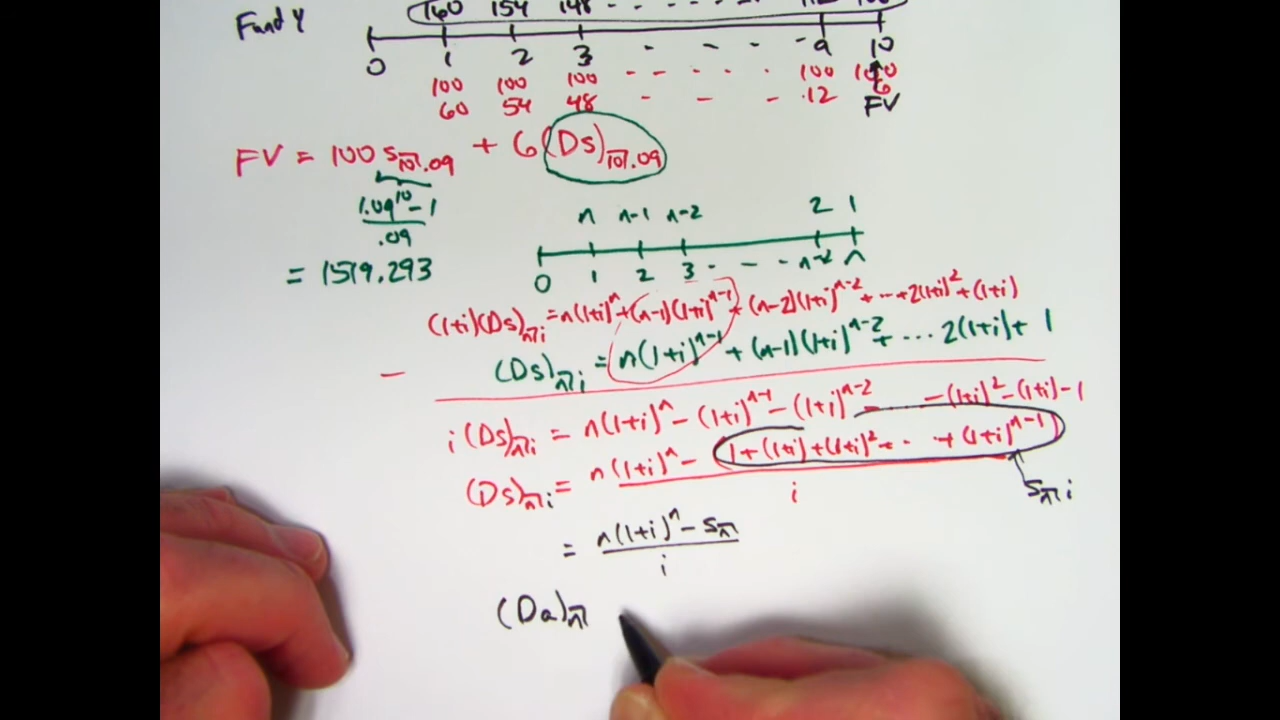 160 154 148 - - - - - -
Fund Y
0 1 2 3 - - - - 9 10
100 100 100 - - - - - 100 100
60 54 48 - - - 12 6
FV
FV = 100 s₁₀⌉.₀₉ + 6(Ds)₁₀⌉.₀₉
1.09¹⁰ - 1
.09
= 1519.293
n n-1 n-2 2 1
0 1 2 3 - - - n-2 n
(1+i)(Ds)ₙ⌉ᵢ = n(1+i)ⁿ + (n-1)(1+i)ⁿ⁻¹ + (n-2)(1+i)ⁿ⁻² + ... + 2(1+i)² + (1+i)
- (Ds)ₙ⌉ᵢ = n(1+i)ⁿ⁻¹ + (n-1)(1+i)ⁿ⁻² + ... 2(1+i) + 1
i(Ds)ₙ⌉ᵢ = n(1+i)ⁿ - (1+i)ⁿ⁻¹ - (1+i)ⁿ⁻² - ... - (1+i)² - (1+i) - 1
(Ds)ₙ⌉ᵢ = n(1+i)ⁿ - (1 + (1+i) + (1+i)² + ... + (1+i)ⁿ⁻¹)
i
sₙ⌉ i
= n(1+i)ⁿ - sₙ⌉
i
(Da)ₙ⌉